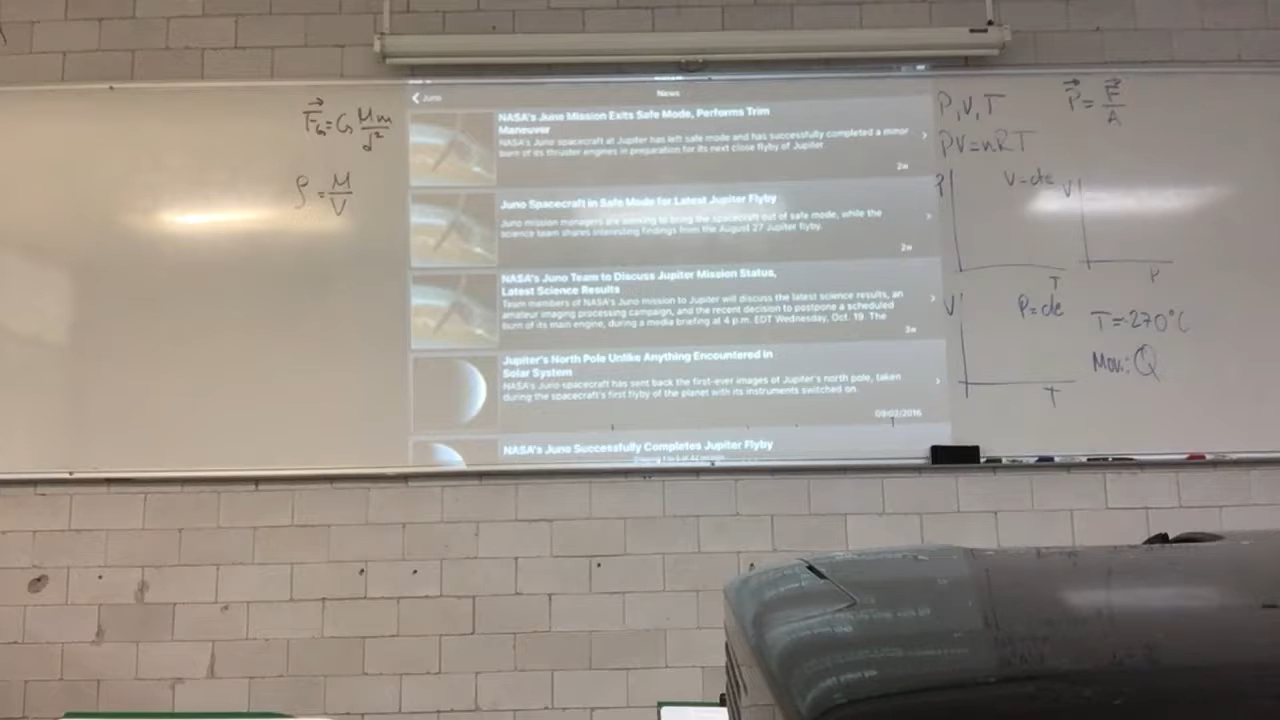 F_G = G Mm/d²
ρ = M/V
Juno
News
NASA's Juno Mission Exits Safe Mode, Performs Trim
Maneuver
NASA's Juno spacecraft at Jupiter has left safe mode and has successfully completed a minor
burn of its thruster engines in preparation for its next close flyby of Jupiter.
2w
Juno Spacecraft in Safe Mode for Latest Jupiter Flyby
Juno mission managers are working to bring the spacecraft out of safe mode, while the
science team shares interesting findings from the August 27 Jupiter flyby.
2w
NASA's Juno Team to Discuss Jupiter Mission Status,
Latest Science Results
Team members of NASA's Juno mission to Jupiter will discuss the latest science results, an
amateur imaging processing campaign, and the recent decision to postpone a scheduled
burn of its main engine, during a media briefing at 4 p.m. EDT Wednesday, Oct. 19. The
Jupiter's North Pole Unlike Anything Encountered in
Solar System
NASA's Juno spacecraft has sent back the first-ever images of Jupiter's north pole, taken
during the spacecraft's first flyby of the planet with its instruments switched on.
09/02/2016
NASA's Juno Successfully Completes Jupiter Flyby
P, V, T
P = F/A
PV=nRT
P
V=cte
V
T
P
V
P=cte
T
T=-270°C
Mov: Q